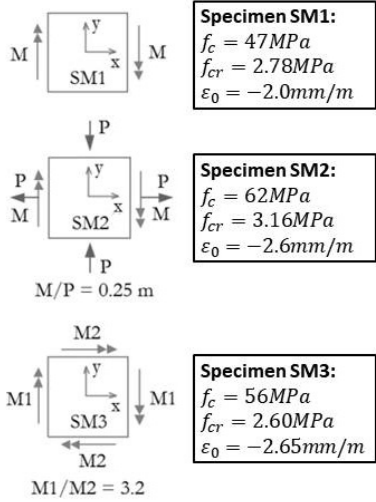 y
M M
x
SM1
Specimen SM1:
f_c = 47MPa
f_cr = 2.78MPa
ε_0 = −2.0mm/m
P
y
P P
x
M M
SM2
P
M/P = 0.25 m
Specimen SM2:
f_c = 62MPa
f_cr = 3.16MPa
ε_0 = −2.6mm/m
M2
y
M1 M1
x
SM3
M2
M1/M2 = 3.2
Specimen SM3:
f_c = 56MPa
f_cr = 2.60MPa
ε_0 = −2.65mm/m